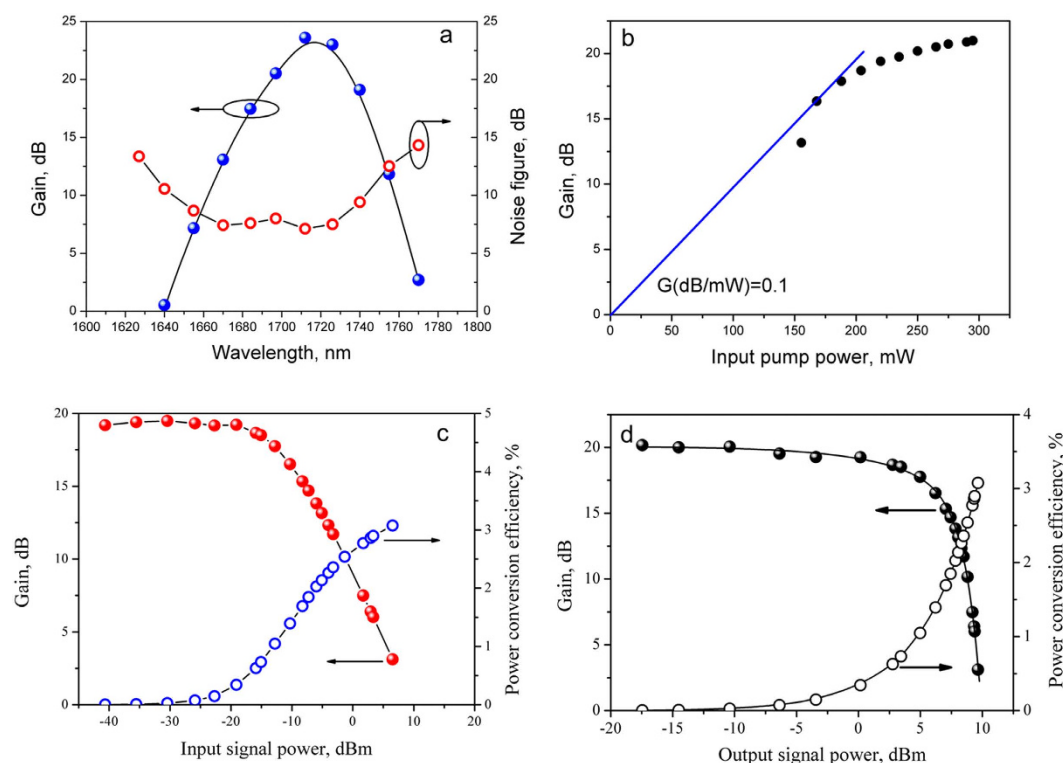 a
Gain, dB
0
5
10
15
20
25
Noise figure, dB
0
5
10
15
20
25
1600 1620 1640 1660 1680 1700 1720 1740 1760 1780 1800
Wavelength, nm
b
Gain, dB
0
5
10
15
20
G(dB/mW)=0.1
0 50 100 150 200 250 300
Input pump power, mW
c
Gain, dB
0
5
10
15
20
Power conversion efficiency, %
0
1
2
3
4
5
-40 -30 -20 -10 0 10 20
Input signal power, dBm
d
Gain, dB
0
5
10
15
20
Power conversion efficiency, %
0
1
2
3
4
-20 -15 -10 -5 0 5 10
Output signal power, dBm